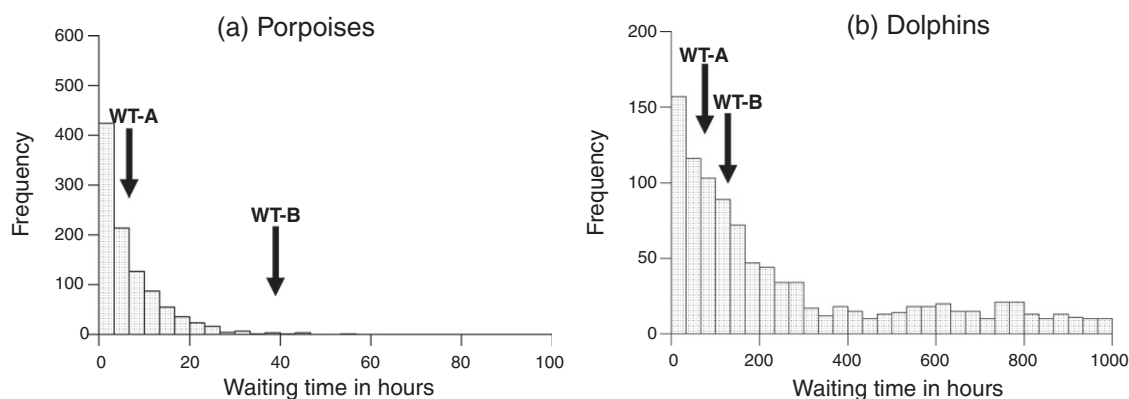 (a) Porpoises
600
500
400
300
200
100
0
Frequency
WT-A
WT-B
0 20 40 60 80 100
Waiting time in hours
(b) Dolphins
200
150
100
50
0
Frequency
WT-A
WT-B
0 200 400 600 800 1000
Waiting time in hours